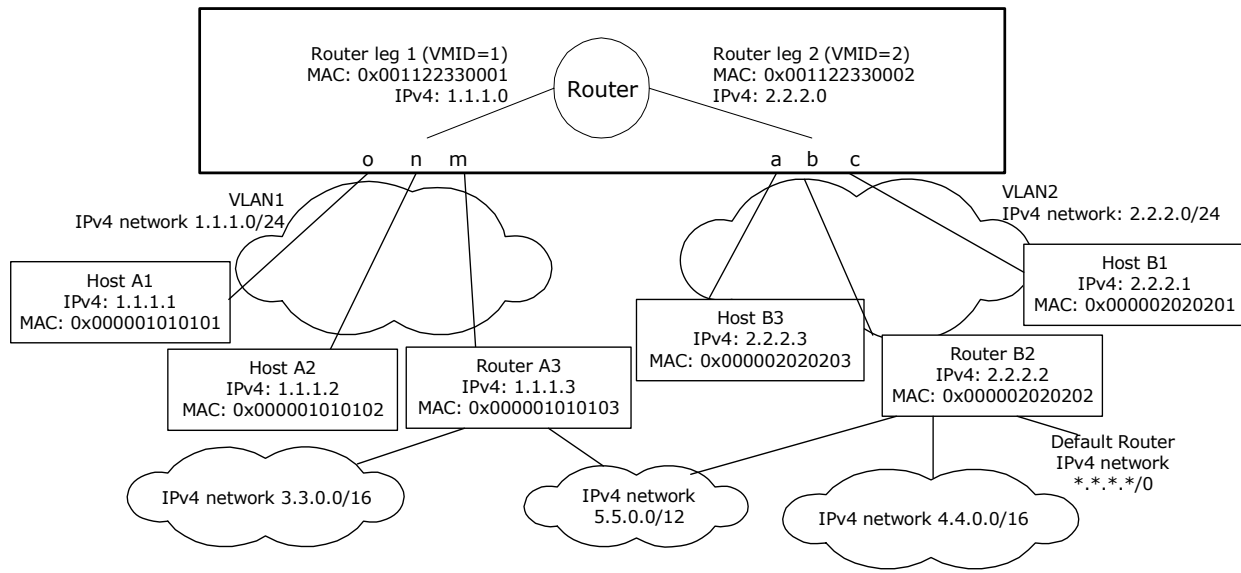 Router leg 1 (VMID=1)
MAC: 0x001122330001
IPv4: 1.1.1.0
Router
Router leg 2 (VMID=2)
MAC: 0x001122330002
IPv4: 2.2.2.0
o n m
a b c
VLAN1
IPv4 network 1.1.1.0/24
VLAN2
IPv4 network: 2.2.2.0/24
Host A1
IPv4: 1.1.1.1
MAC: 0x000001010101
Host B1
IPv4: 2.2.2.1
MAC: 0x000002020201
Host B3
IPv4: 2.2.2.3
MAC: 0x000002020203
Host A2
IPv4: 1.1.1.2
MAC: 0x000001010102
Router A3
IPv4: 1.1.1.3
MAC: 0x000001010103
Router B2
IPv4: 2.2.2.2
MAC: 0x000002020202
Default Router
IPv4 network
*.*.*.*/0
IPv4 network 3.3.0.0/16
IPv4 network
5.5.0.0/12
IPv4 network 4.4.0.0/16